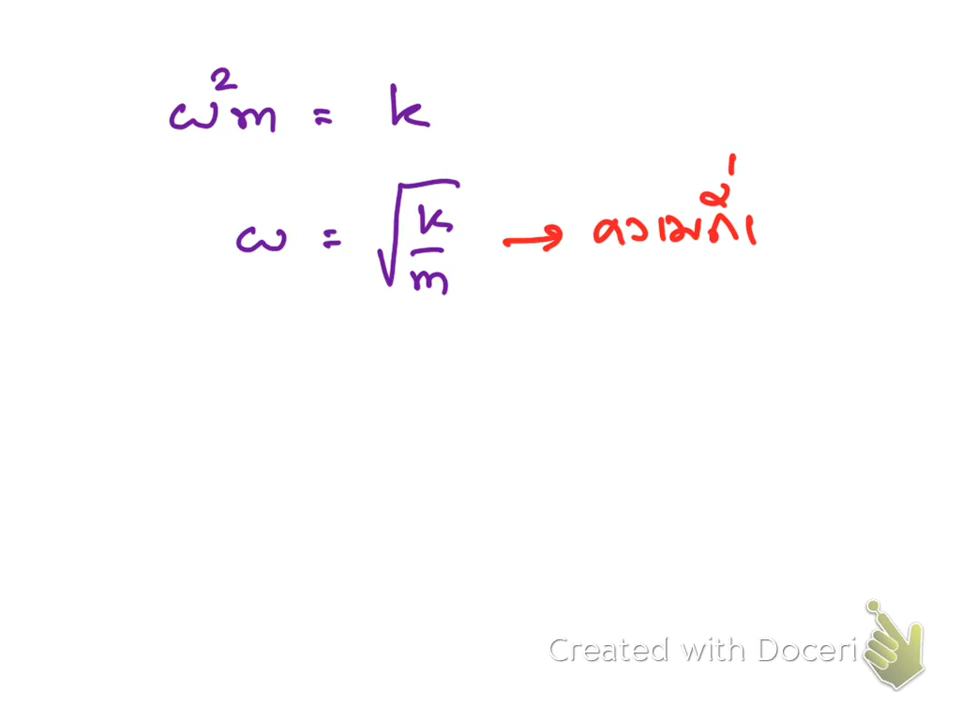 ω²m = k
ω = √(k/m) → ความถี่
Created with Doceri